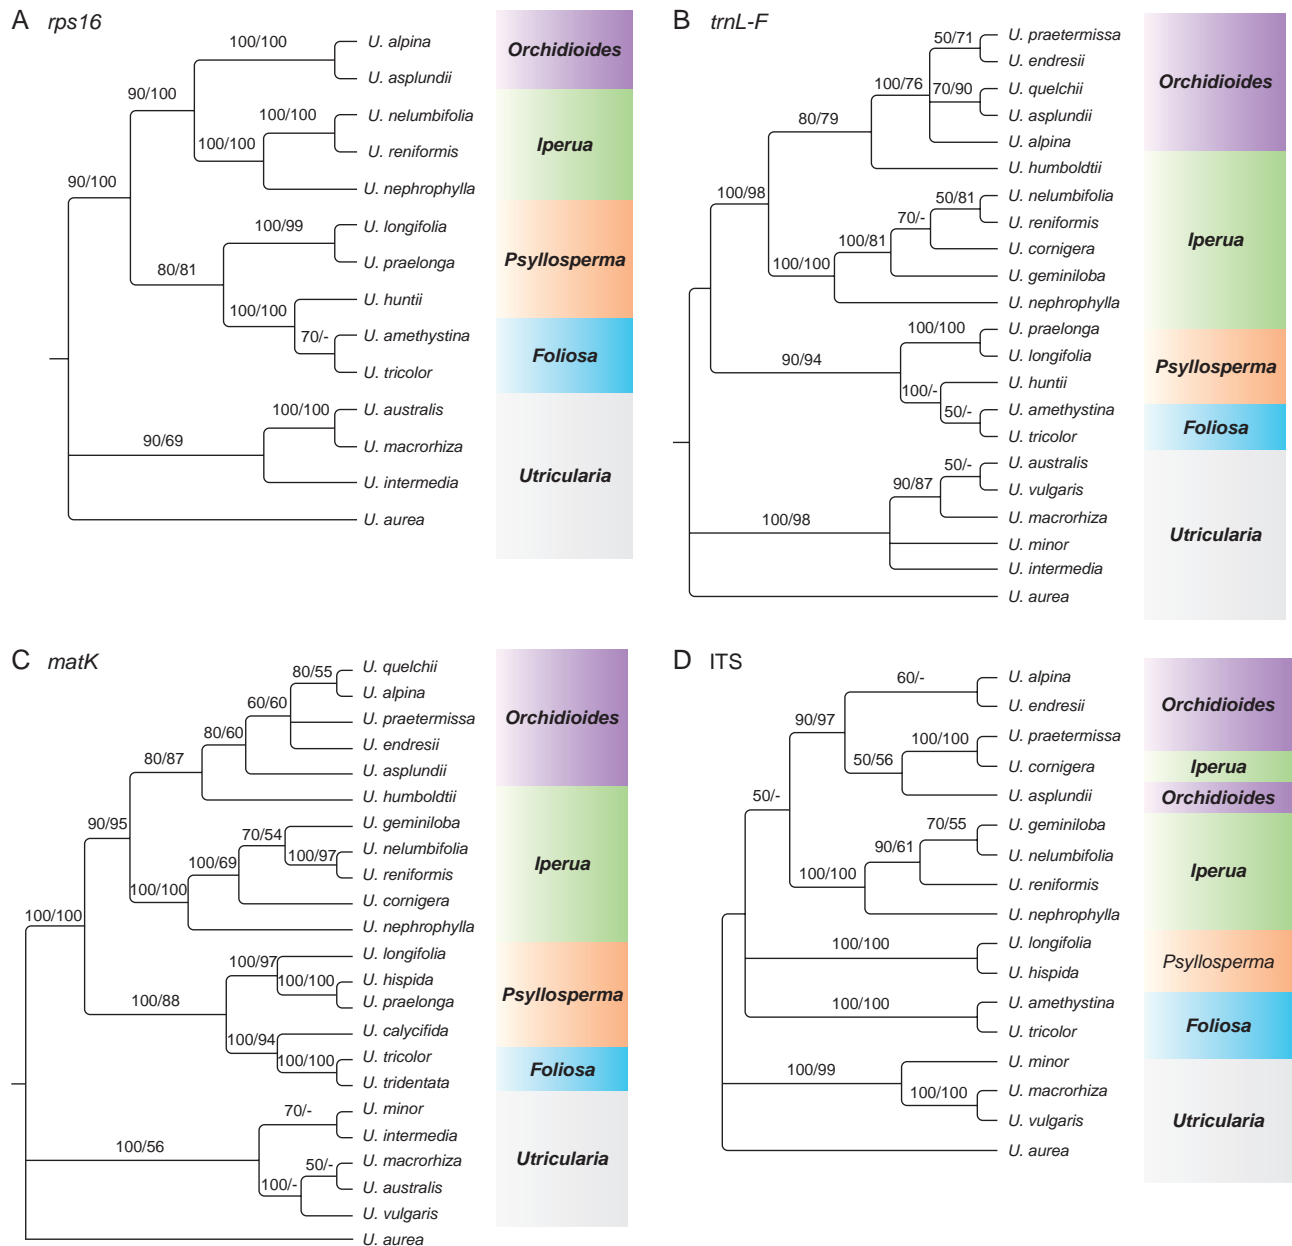 A rps16
100/100
U. alpina
U. asplundii
Orchidioides
90/100
100/100
U. nelumbifolia
100/100
U. reniformis
Iperua
90/100
U. nephrophylla
100/99
U. longifolia
80/81
U. praelonga
Psyllosperma
100/100
U. huntii
70/-
U. amethystina
U. tricolor
Foliosa
100/100
U. australis
90/69
U. macrorhiza
U. intermedia
Utricularia
U. aurea
B trnL-F
50/71
U. praetermissa
U. endresii
100/76
70/90
U. quelchii
U. asplundii
Orchidioides
80/79
U. alpina
U. humboldtii
100/98
50/81
U. nelumbifolia
70/-
U. reniformis
100/81
U. cornigera
Iperua
100/100
U. geminiloba
U. nephrophylla
100/100
U. praelonga
90/94
U. longifolia
Psyllosperma
100/-
U. huntii
50/-
U. amethystina
U. tricolor
Foliosa
50/-
U. australis
90/87
U. vulgaris
100/98
U. macrorhiza
Utricularia
U. minor
U. intermedia
U. aurea
C matK
80/55
U. quelchii
U. alpina
60/60
U. praetermissa
Orchidioides
80/60
U. endresii
80/87
U. asplundii
U. humboldtii
90/95
70/54
U. geminiloba
100/97
U. nelumbifolia
100/69
U. reniformis
Iperua
100/100
U. cornigera
100/100
U. nephrophylla
100/97
U. longifolia
100/100
U. hispida
100/88
U. praelonga
Psyllosperma
100/94
U. calycifida
100/100
U. tricolor
U. tridentata
Foliosa
70/-
U. minor
U. intermedia
100/56
50/-
U. macrorhiza
Utricularia
100/-
U. australis
U. vulgaris
U. aurea
D ITS
60/-
U. alpina
U. endresii
Orchidioides
90/97
100/100
U. praetermissa
50/56
U. cornigera
Iperua
U. asplundii
Orchidioides
50/-
70/55
U. geminiloba
90/61
U. nelumbifolia
100/100
U. reniformis
Iperua
U. nephrophylla
100/100
U. longifolia
U. hispida
Psyllosperma
100/100
U. amethystina
U. tricolor
Foliosa
100/99
U. minor
100/100
U. macrorhiza
U. vulgaris
Utricularia
U. aurea